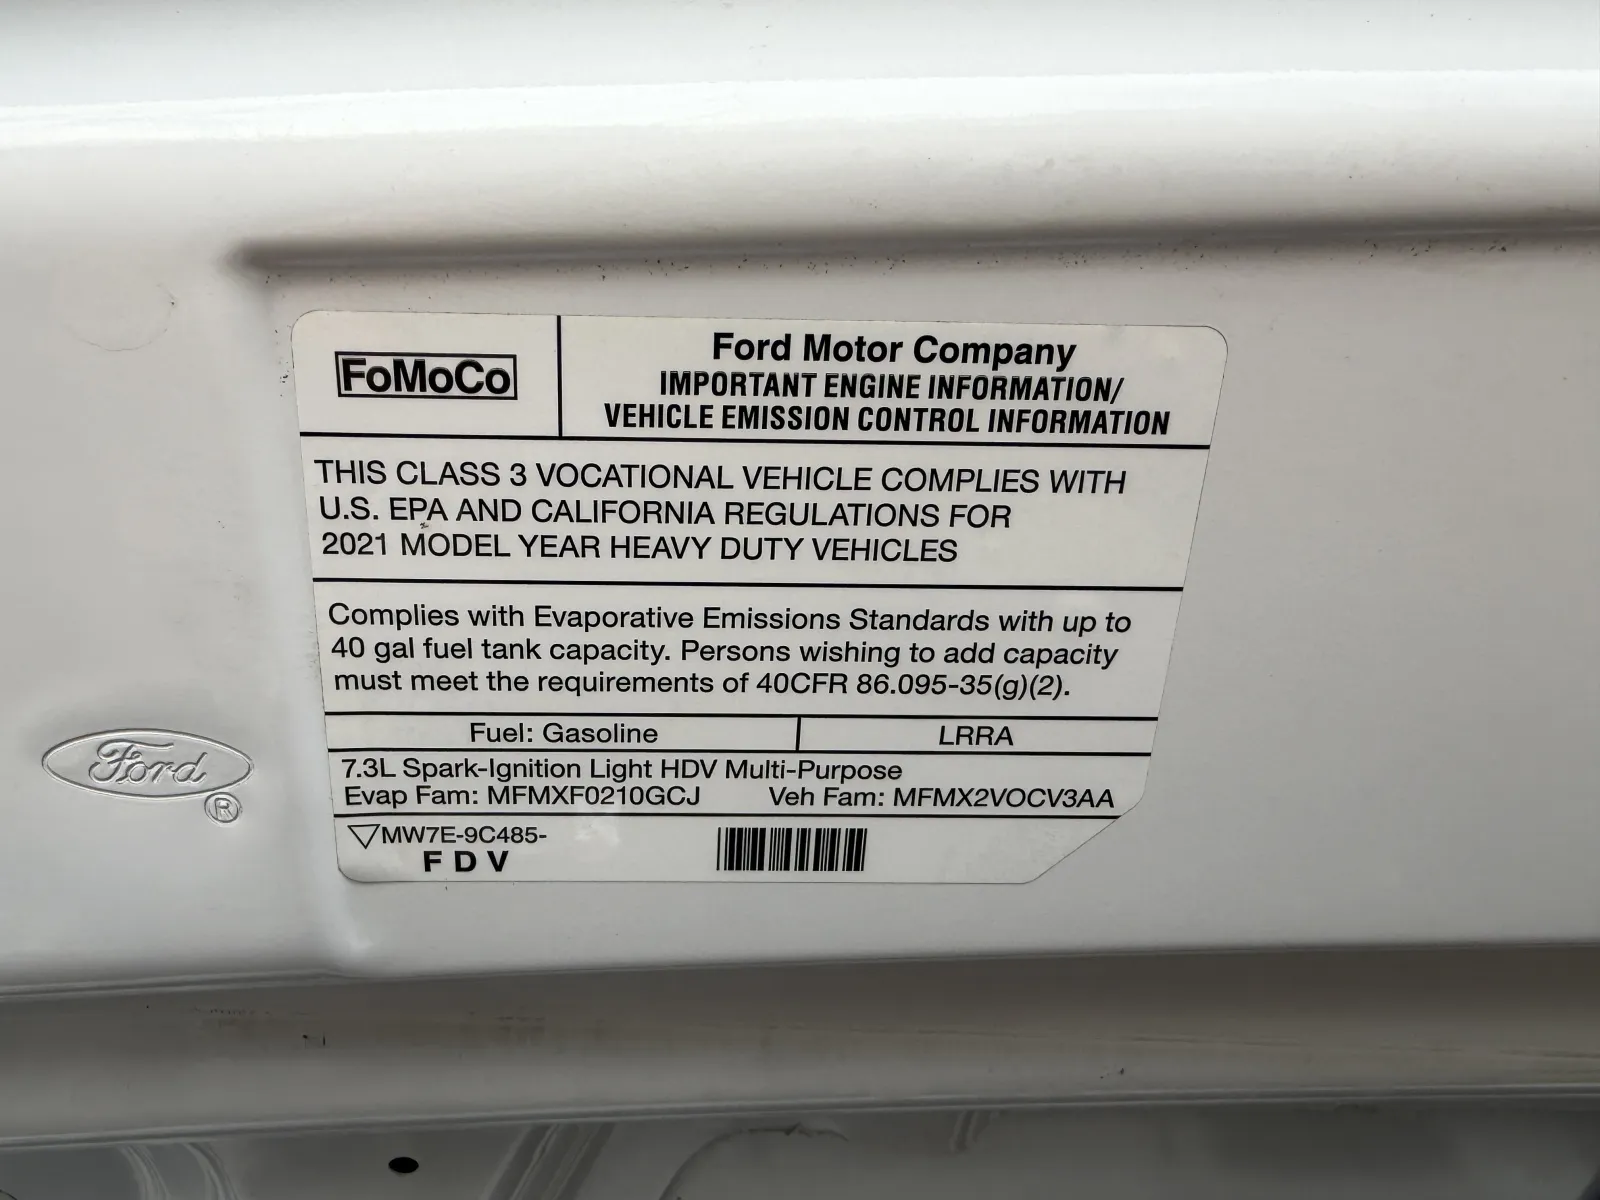 FoMoCo
Ford Motor Company
IMPORTANT ENGINE INFORMATION/
VEHICLE EMISSION CONTROL INFORMATION
THIS CLASS 3 VOCATIONAL VEHICLE COMPLIES WITH
U.S. EPA AND CALIFORNIA REGULATIONS FOR
2021 MODEL YEAR HEAVY DUTY VEHICLES
Complies with Evaporative Emissions Standards with up to
40 gal fuel tank capacity. Persons wishing to add capacity
must meet the requirements of 40CFR 86.095-35(g)(2).
Fuel: Gasoline LRRA
7.3L Spark-Ignition Light HDV Multi-Purpose
Evap Fam: MFMXF0210GCJ Veh Fam: MFMX2VOCV3AA
MW7E-9C485-
F D V
Ford
®